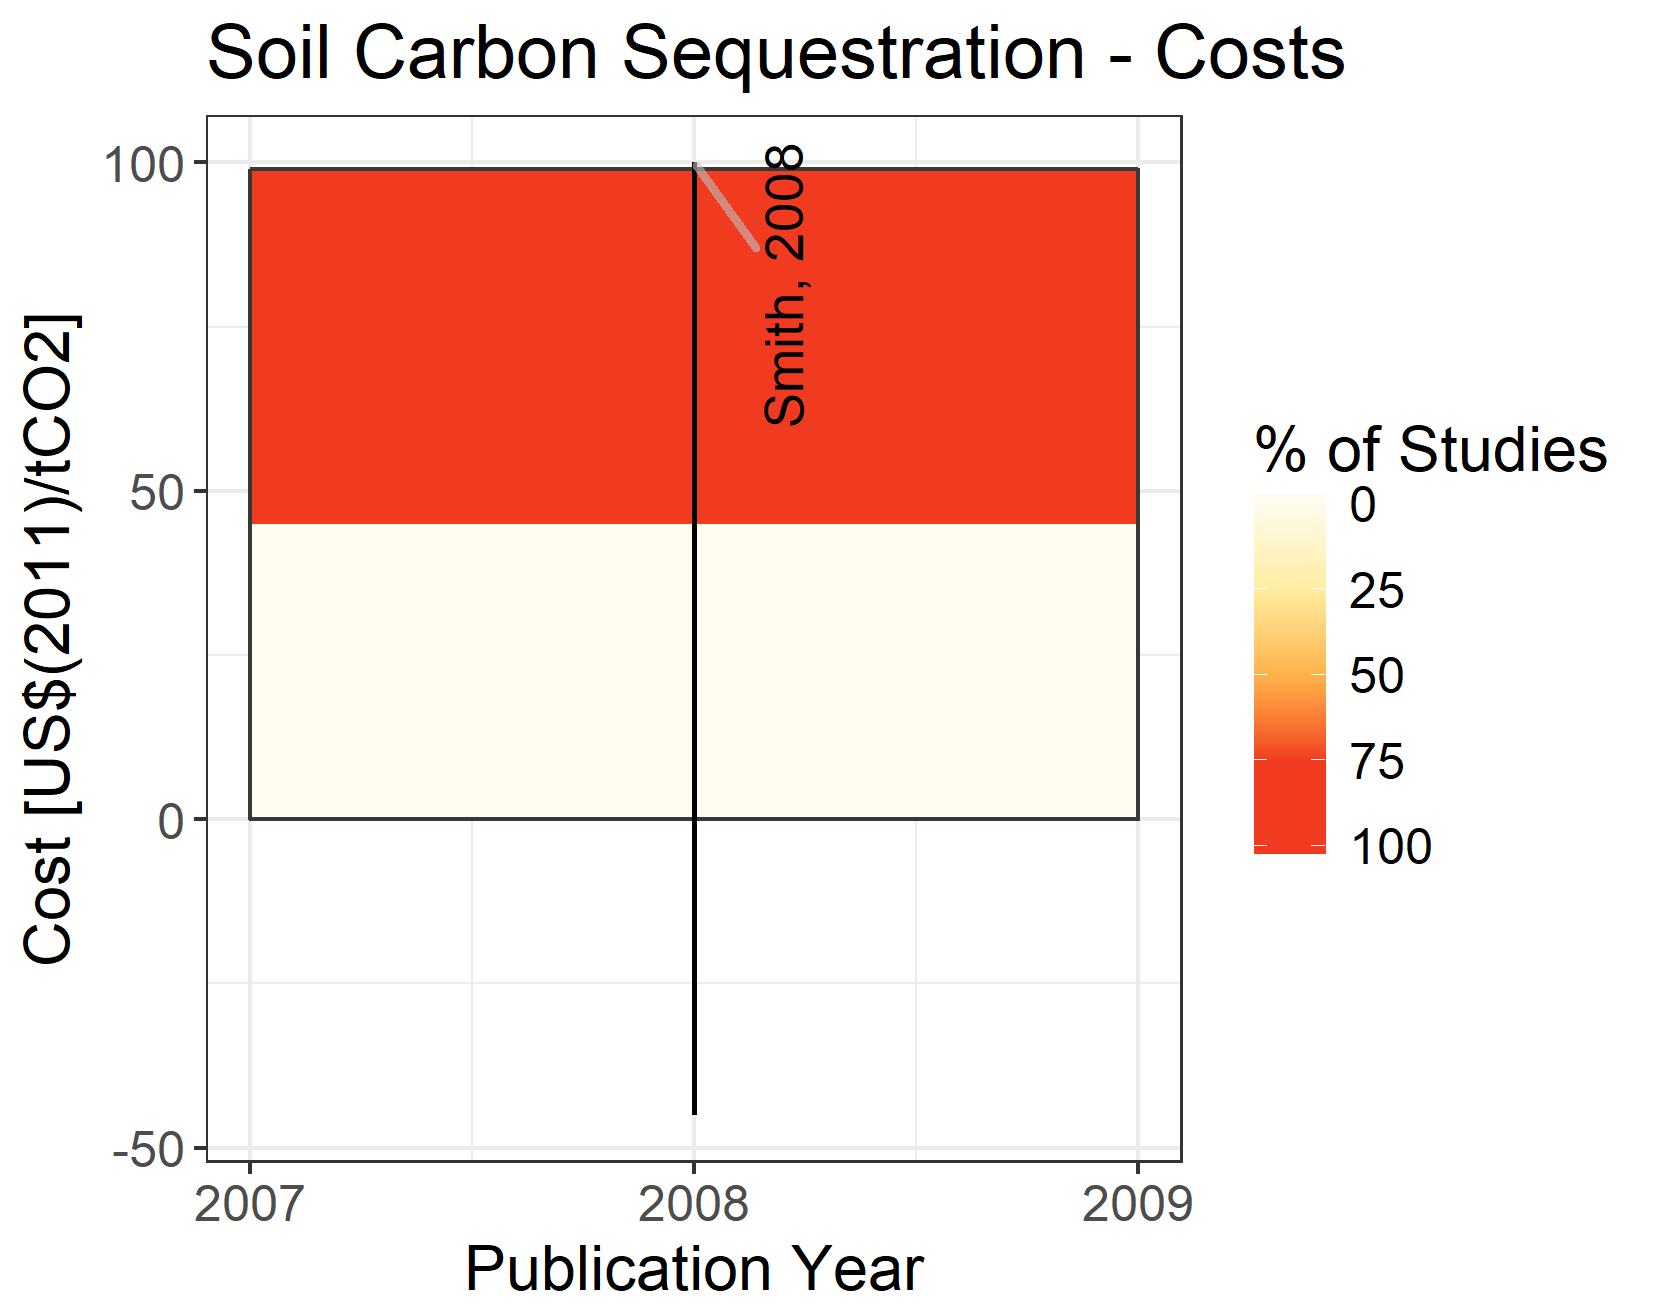 Soil Carbon Sequestration - Costs
Cost [US$(2011)/tCO2]
100
50
0
-50
Smith, 2008
2007
2008
2009
Publication Year
% of Studies
0
25
50
75
100